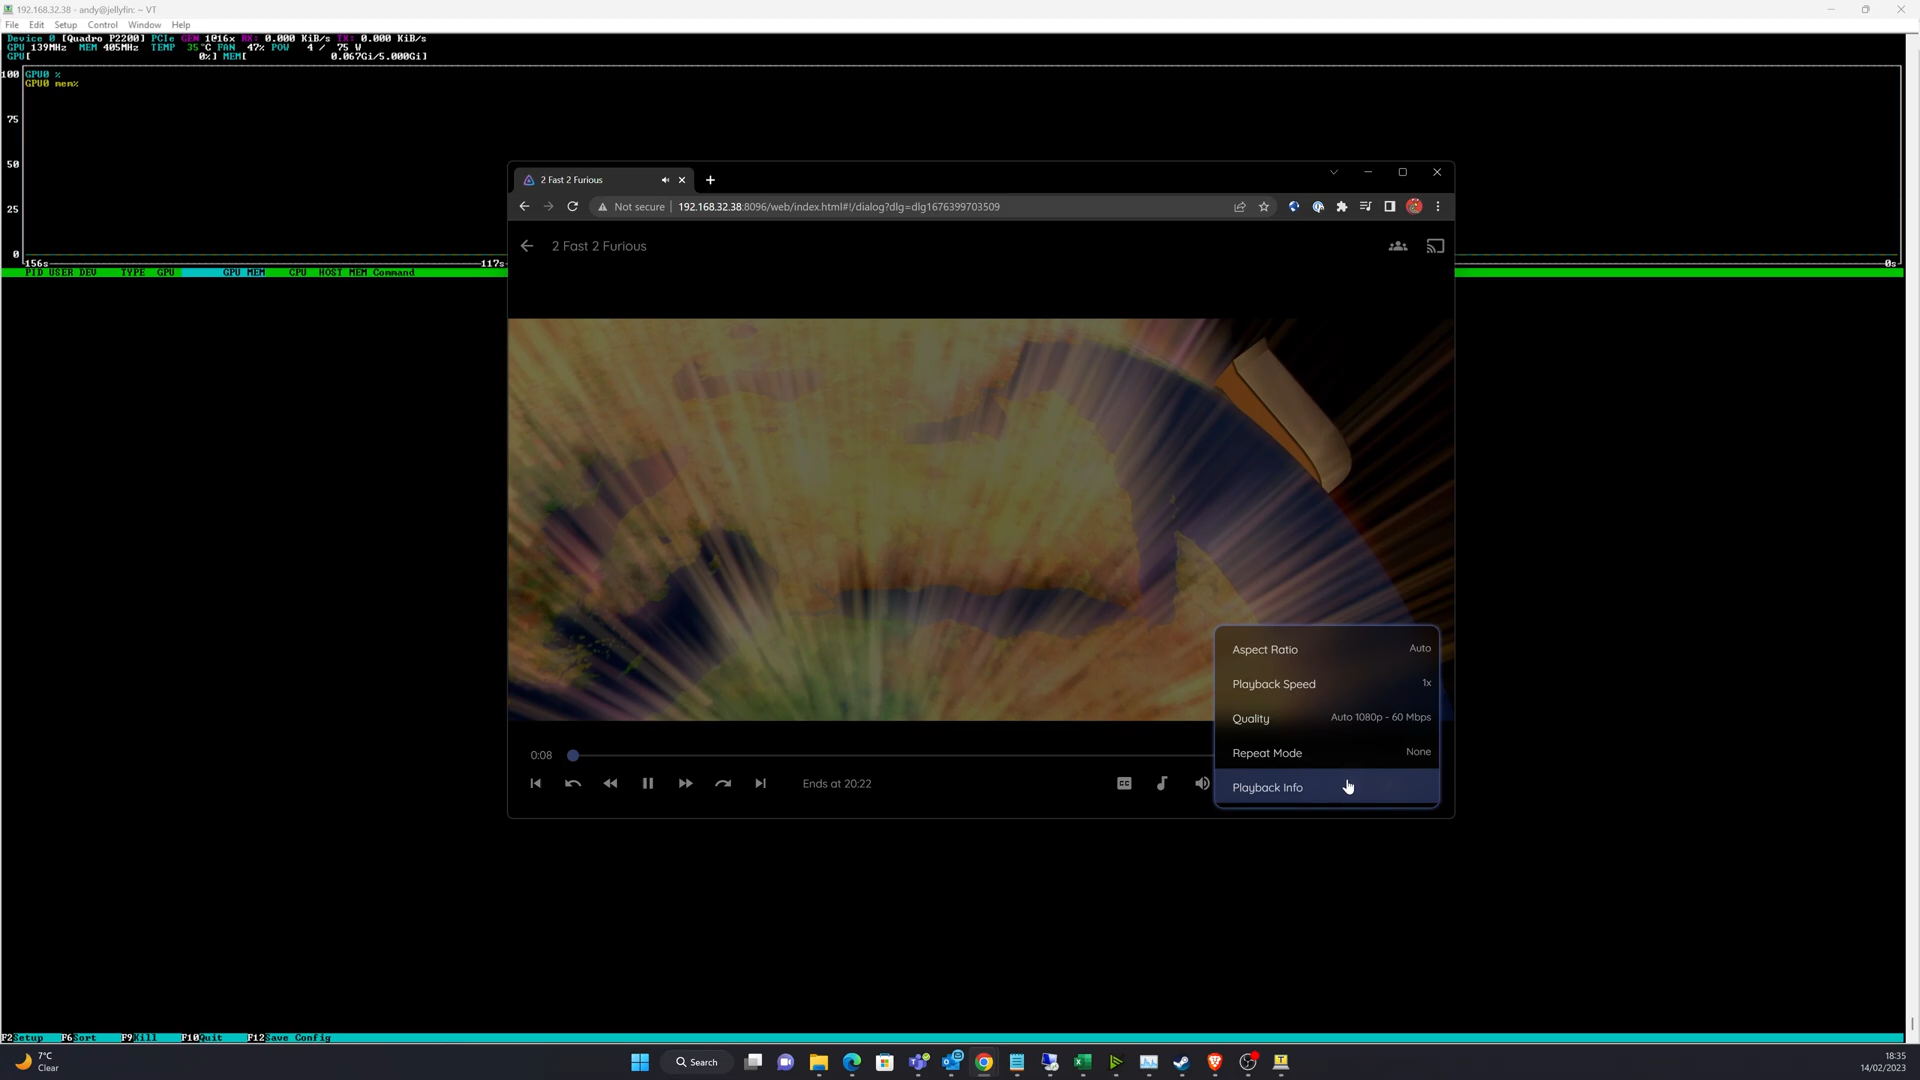 192.168.32.38 - andy@jellyfin: ~ VT
File Edit Setup Control Window Help
Device 0 [Quadro P2200] PCIe GEN 1@16x RX: 0.000 KiB/s TX: 0.000 KiB/s
GPU 139MHz MEM 405MHz TEMP 35°C FAN 47% POW 4 / 75 W
GPU[ 0%] MEM[ 0.067Gi/5.000Gi]
100 GPU0 %
GPU0 mem%
75
50
25
0
156s 117s 0s
PID USER DEV TYPE GPU GPU MEM CPU HOST MEM Command
2 Fast 2 Furious
Not secure 192.168.32.38:8096/web/index.html#!/dialog?dlg=dlg1676399703509
2 Fast 2 Furious
Aspect Ratio Auto
Playback Speed 1x
Quality Auto 1080p - 60 Mbps
Repeat Mode None
Playback Info
0:08
Ends at 20:22
CC
F2Setup F6Sort F9Kill F10Quit F12Save Config
7°C
Clear
Search
18:35
14/02/2023